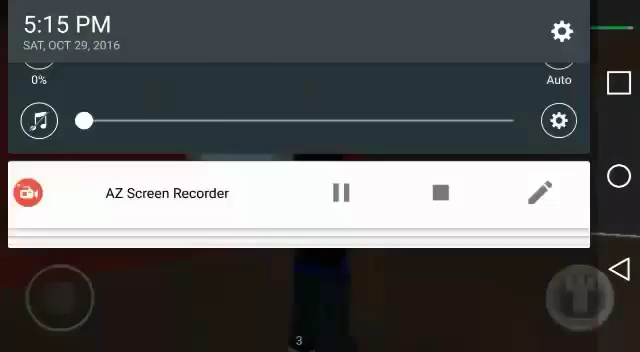 5:15 PM
SAT, OCT 29, 2016
0%
Auto
AZ Screen Recorder
3